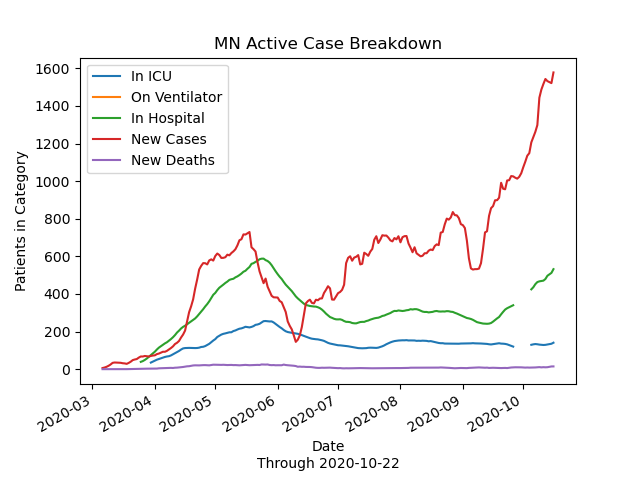 MN Active Case Breakdown
In ICU
On Ventilator
In Hospital
New Cases
New Deaths
Patients in Category
1600
1400
1200
1000
800
600
400
200
0
2020-03
2020-04
2020-05
2020-06
2020-07
2020-08
2020-09
2020-10
Date
Through 2020-10-22